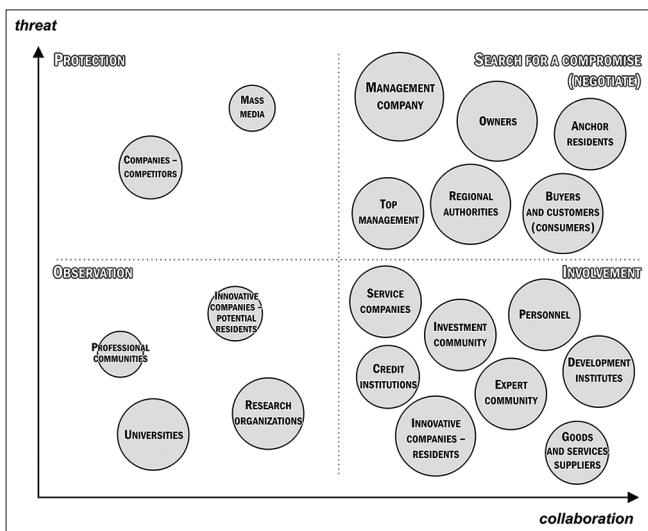 threat
PROTECTION
SEARCH FOR A COMPROMISE
(NEGOTIATE)
MASS
MEDIA
COMPANIES –
COMPETITORS
MANAGEMENT
COMPANY
OWNERS
ANCHOR
RESIDENTS
TOP
MANAGEMENT
REGIONAL
AUTHORITIES
BUYERS
AND CUSTOMERS
(CONSUMERS)
OBSERVATION
INVOLVEMENT
INNOVATIVE
COMPANIES –
POTENTIAL
RESIDENTS
PROFESSIONAL
COMMUNITIES
UNIVERSITIES
RESEARCH
ORGANIZATIONS
SERVICE
COMPANIES
INVESTMENT
COMMUNITY
PERSONNEL
CREDIT
INSTITUTIONS
EXPERT
COMMUNITY
DEVELOPMENT
INSTITUTES
INNOVATIVE
COMPANIES –
RESIDENTS
GOODS
AND SERVICES
SUPPLIERS
collaboration